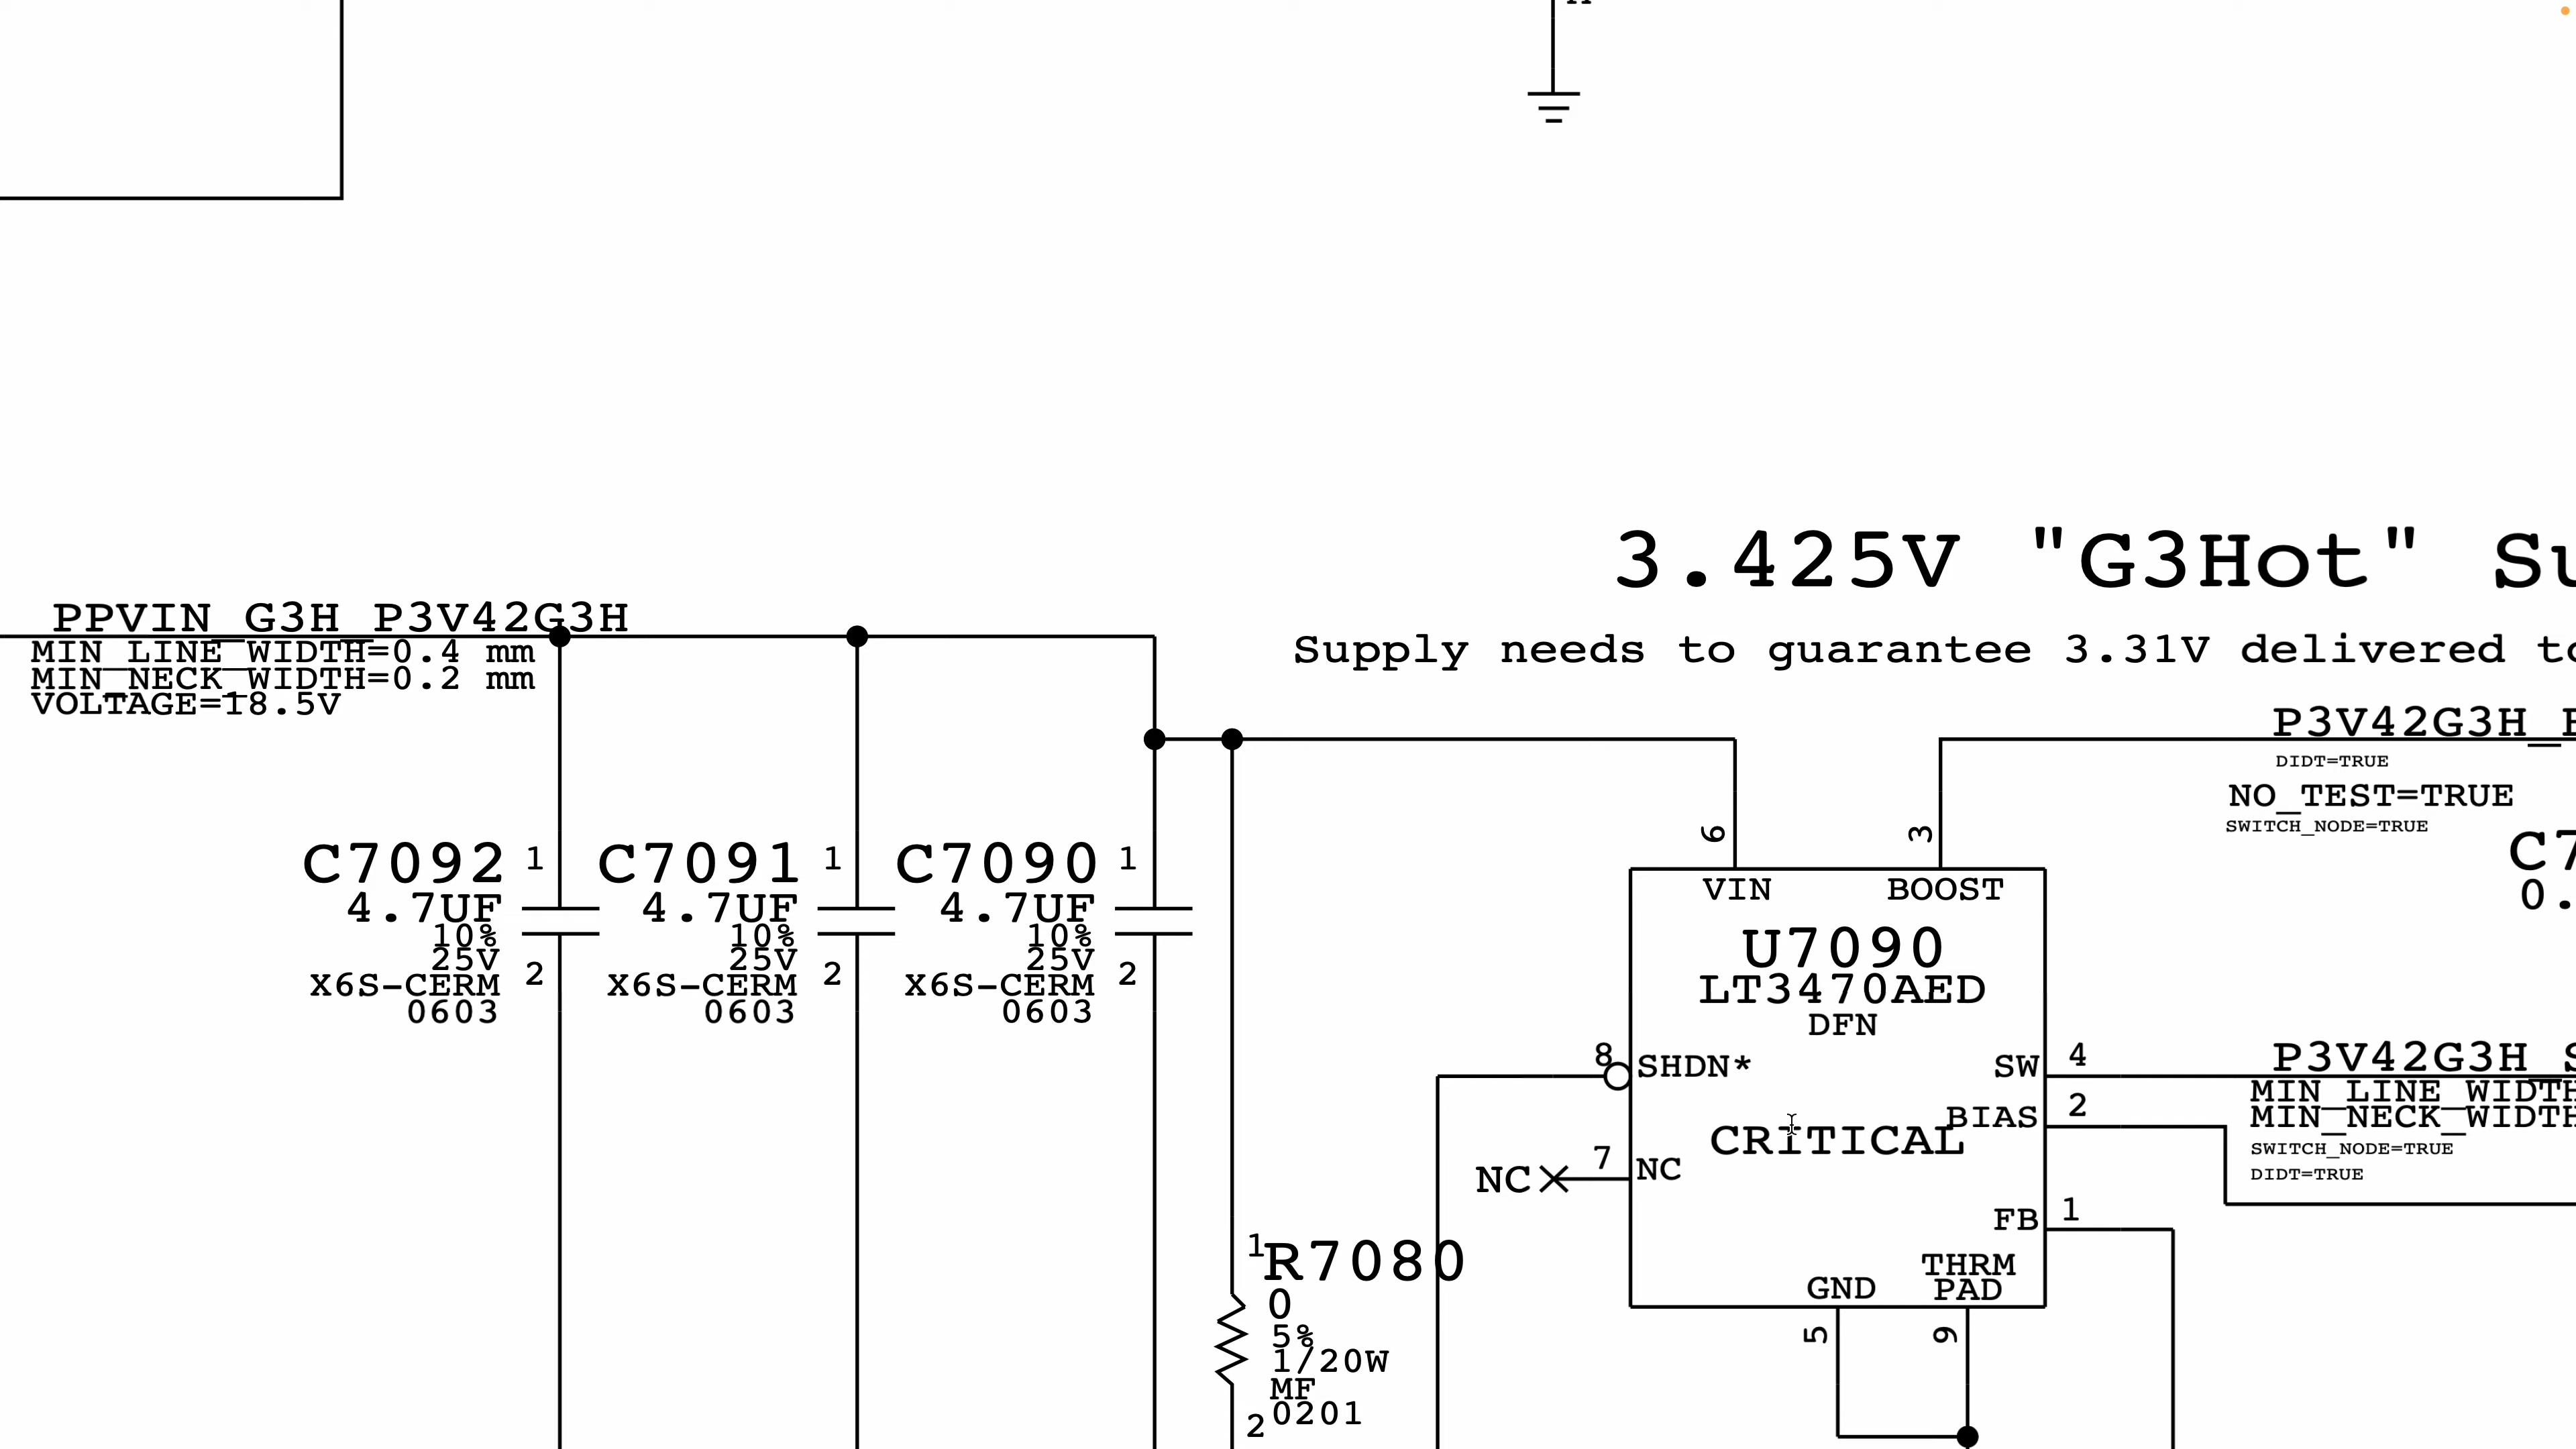 3.425V "G3Hot" Su
PPVIN_G3H_P3V42G3H
MIN_LINE_WIDTH=0.4 mm
MIN_NECK_WIDTH=0.2 mm
VOLTAGE=18.5V
Supply needs to guarantee 3.31V delivered to
P3V42G3H_
DIDT=TRUE
NO_TEST=TRUE
SWITCH_NODE=TRUE
C7
0.
C7092
1
4.7UF
10%
25V
2
X6S-CERM
0603
C7091
1
4.7UF
10%
25V
2
X6S-CERM
0603
C7090
1
4.7UF
10%
25V
2
X6S-CERM
0603
6
3
VIN
BOOST
U7090
LT3470AED
DFN
8
SHDN*
SW
4
BIAS
2
CRITICAL
NC
7
NC
FB
1
THRM
PAD
GND
5
9
P3V42G3H_S
MIN_LINE_WIDTH
MIN_NECK_WIDTH
SWITCH_NODE=TRUE
DIDT=TRUE
1
R7080
0
5%
1/20W
MF
0201
2